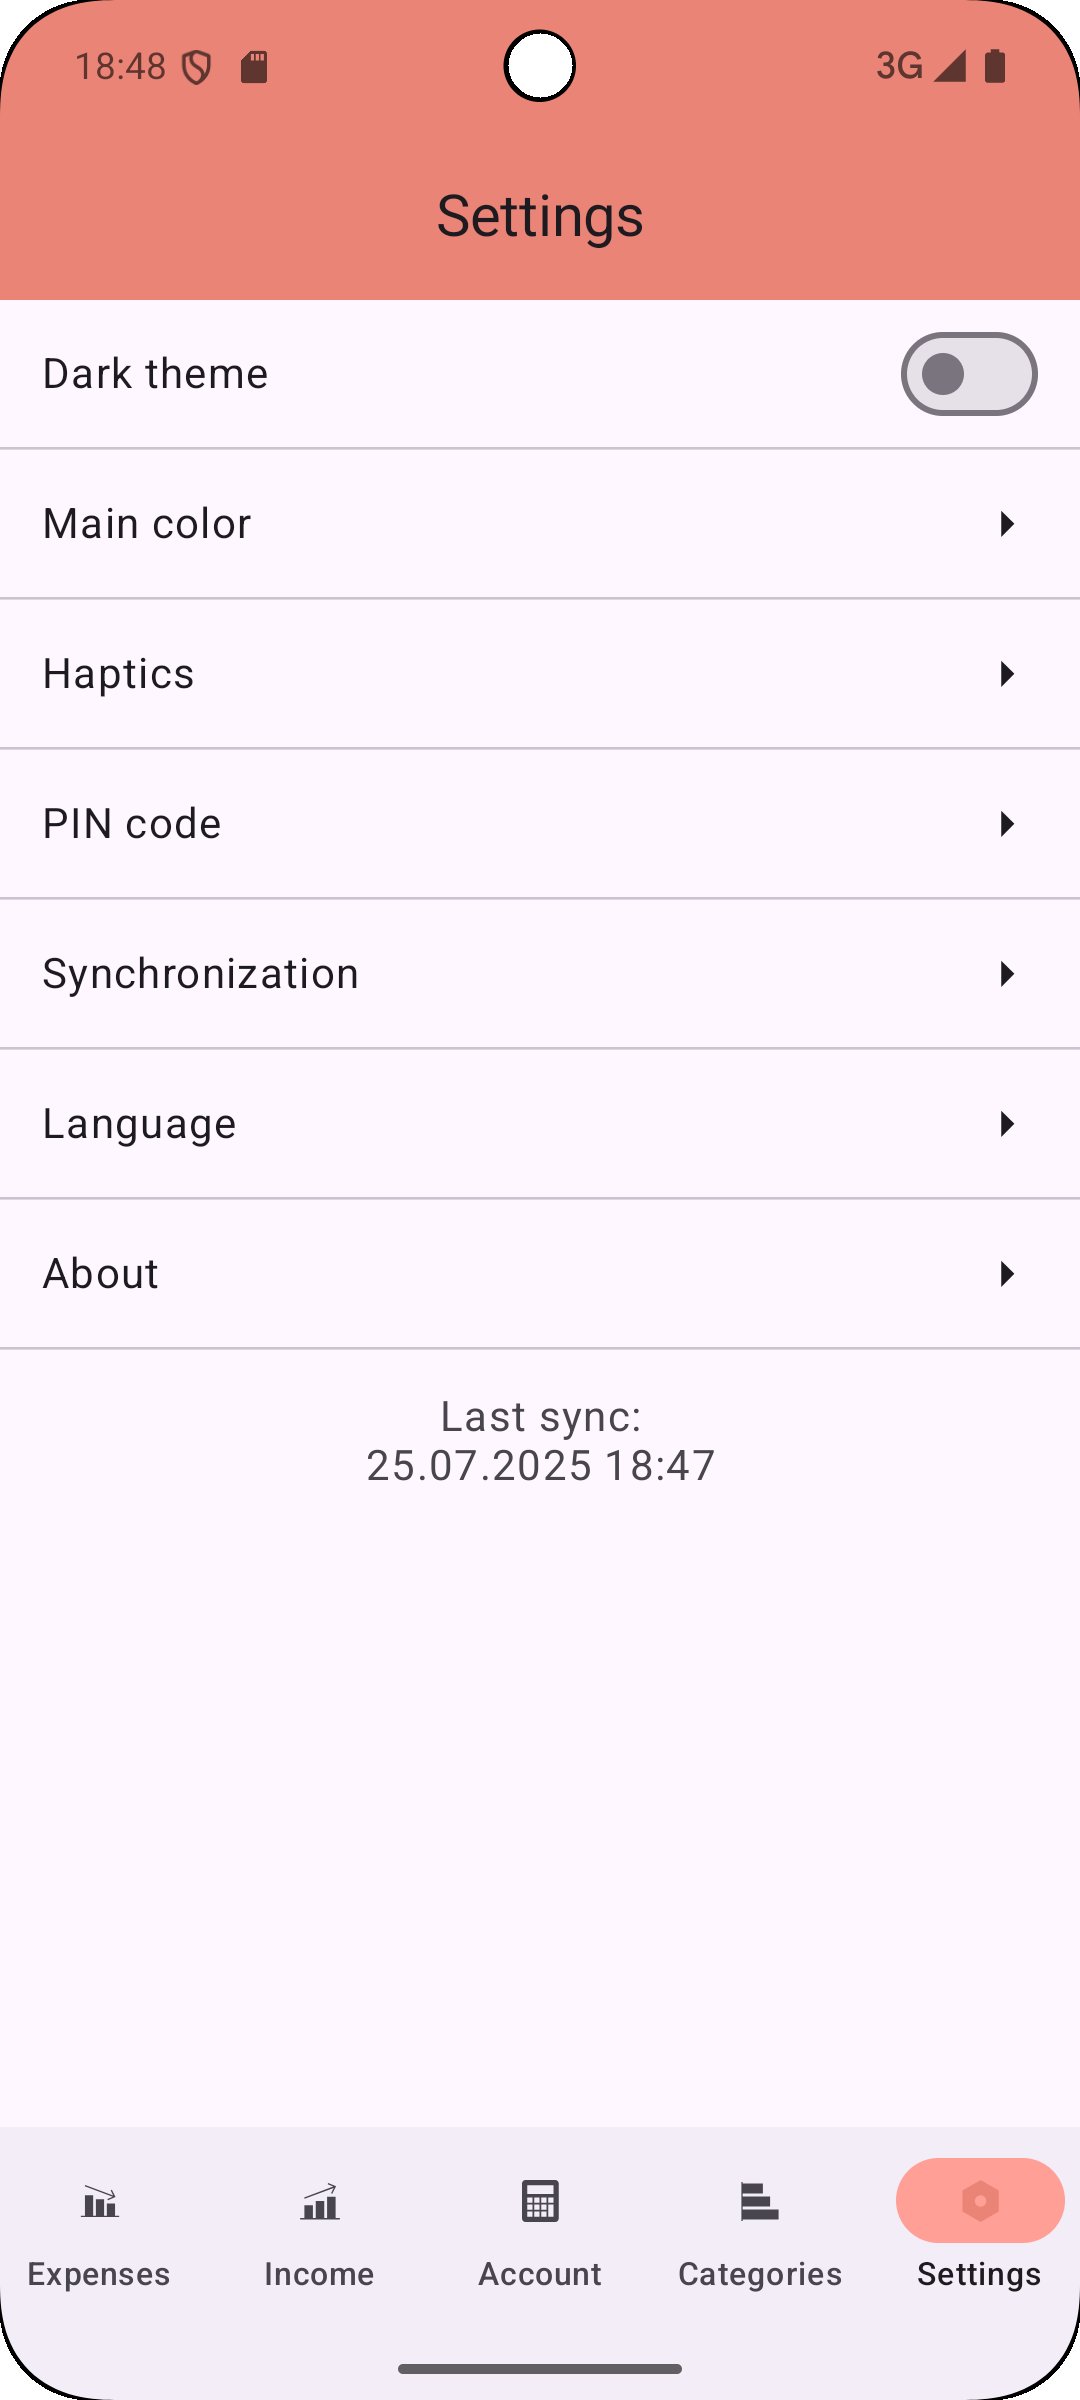 18:48 3G
Settings
Dark theme
Main color
Haptics
PIN code
Synchronization
Language
About
Last sync:
25.07.2025 18:47
Expenses Income Account Categories Settings